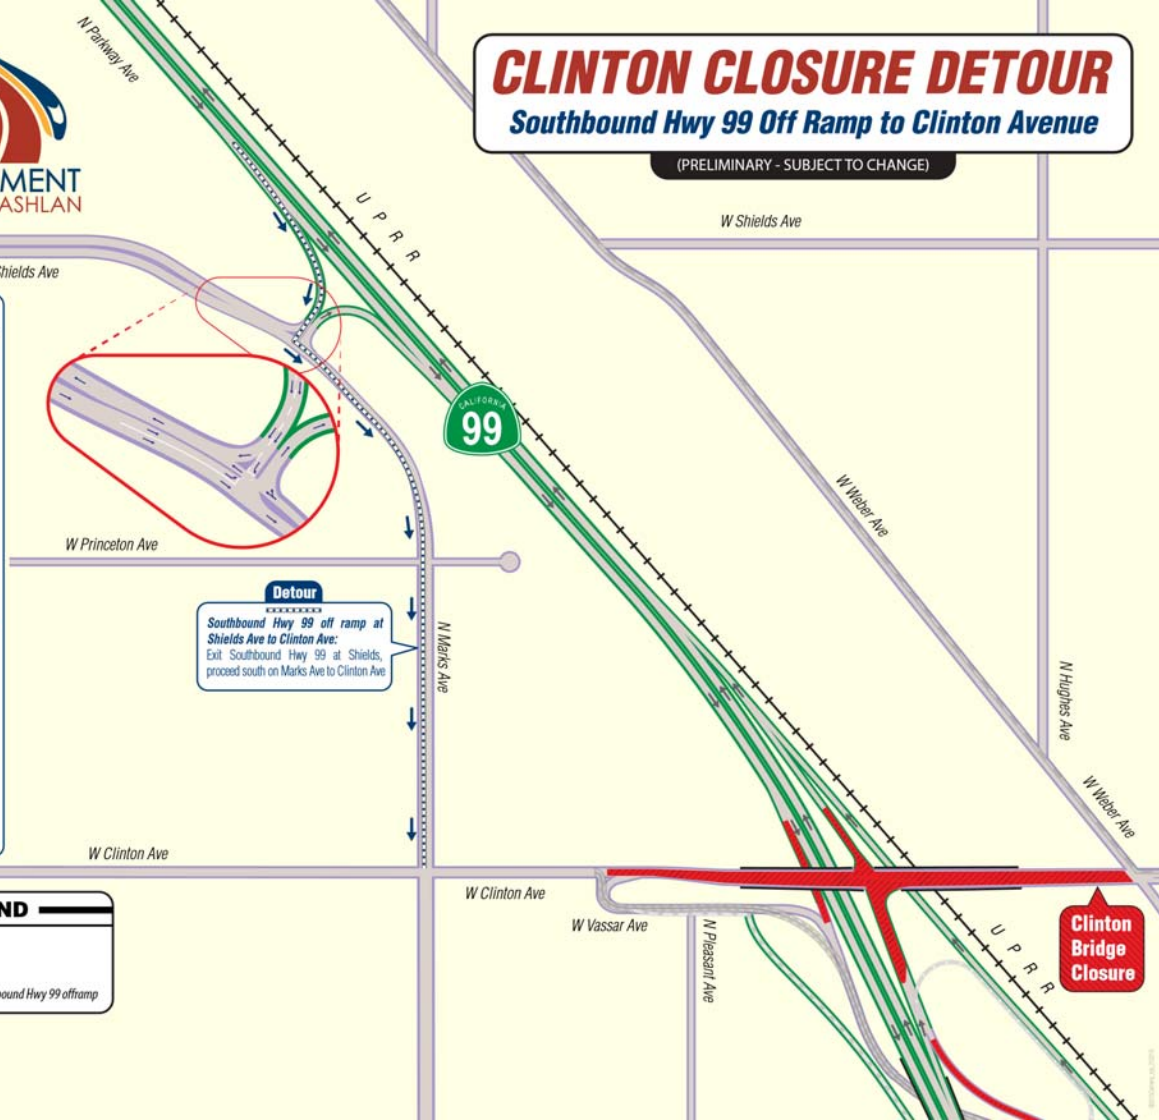 N Parkway Ave
CLINTON CLOSURE DETOUR
Southbound Hwy 99 Off Ramp to Clinton Avenue
(PRELIMINARY - SUBJECT TO CHANGE)
MENT
ASHLAN
U P R R
W Shields Ave
hields Ave
CALIFORNIA
99
W Weber Ave
W Princeton Ave
Detour
Southbound Hwy 99 off ramp at
Shields Ave to Clinton Ave:
Exit Southbound Hwy 99 at Shields,
proceed south on Marks Ave to Clinton Ave
N Marks Ave
N Hughes Ave
W Weber Ave
W Clinton Ave
W Clinton Ave
W Vassar Ave
N Pleasant Ave
ND
ound Hwy 99 offramp
U P R R
Clinton
Bridge
Closure